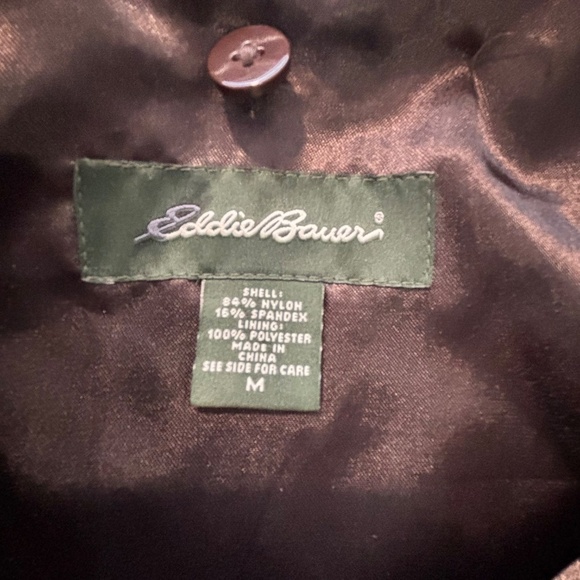 Eddie Bauer®
SHELL:
84% NYLON
16% SPANDEX
LINING:
100% POLYESTER
MADE IN
CHINA
SEE SIDE FOR CARE
M